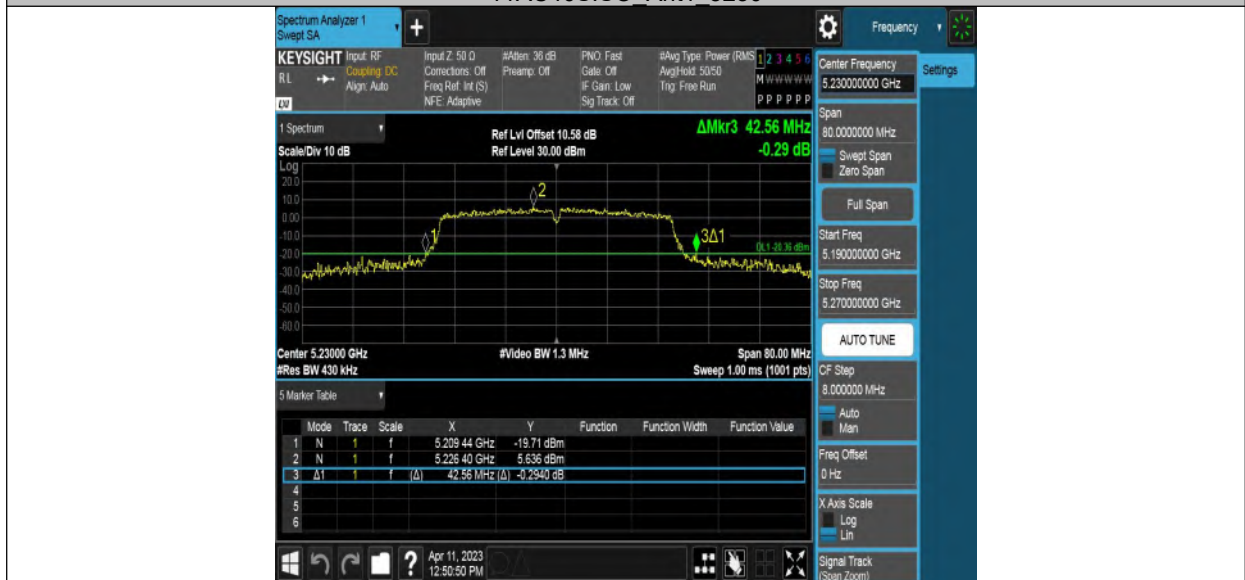 Spectrum Analyzer 1
Swept SA
+
Frequency
KEYSIGHT
RL
Input: RF
Coupling: DC
Align: Auto
Input Z: 50 Ω
Corrections: Off
Freq Ref: Int (S)
NFE: Adaptive
#Atten: 36 dB
Preamp: Off
PNO: Fast
Gate: Off
IF Gain: Low
Sig Track: Off
#Avg Type: Power (RMS
Avg|Hold: 50/50
Trig: Free Run
1 2 3 4 5 6
M W W W W W
P P P P P P
1 Spectrum
Scale/Div 10 dB
Ref Lvl Offset 10.58 dB
Ref Level 30.00 dBm
ΔMkr3 42.56 MHz
-0.29 dB
Log
20.0
10.0
0.00
-10.0
-20.0
-30.0
-40.0
-50.0
-60.0
1
2
3Δ1
DL1 -20.36 dBm
Center 5.23000 GHz
#Video BW 1.3 MHz
Span 80.00 MHz
#Res BW 430 kHz
Sweep 1.00 ms (1001 pts)
5 Marker Table
Mode Trace Scale X Y Function Function Width Function Value
1 N 1 f 5.209 44 GHz -19.71 dBm
2 N 1 f 5.226 40 GHz 5.636 dBm
3 Δ1 1 f (Δ) 42.56 MHz (Δ) -0.2940 dB
4
5
6
?
Apr 11, 2023
12:50:50 PM
Center Frequency
5.230000000 GHz
Settings
Span
80.0000000 MHz
Swept Span
Zero Span
Full Span
Start Freq
5.190000000 GHz
Stop Freq
5.270000000 GHz
AUTO TUNE
CF Step
8.000000 MHz
Auto
Man
Freq Offset
0 Hz
X Axis Scale
Log
Lin
Signal Track
(Span Zoom)